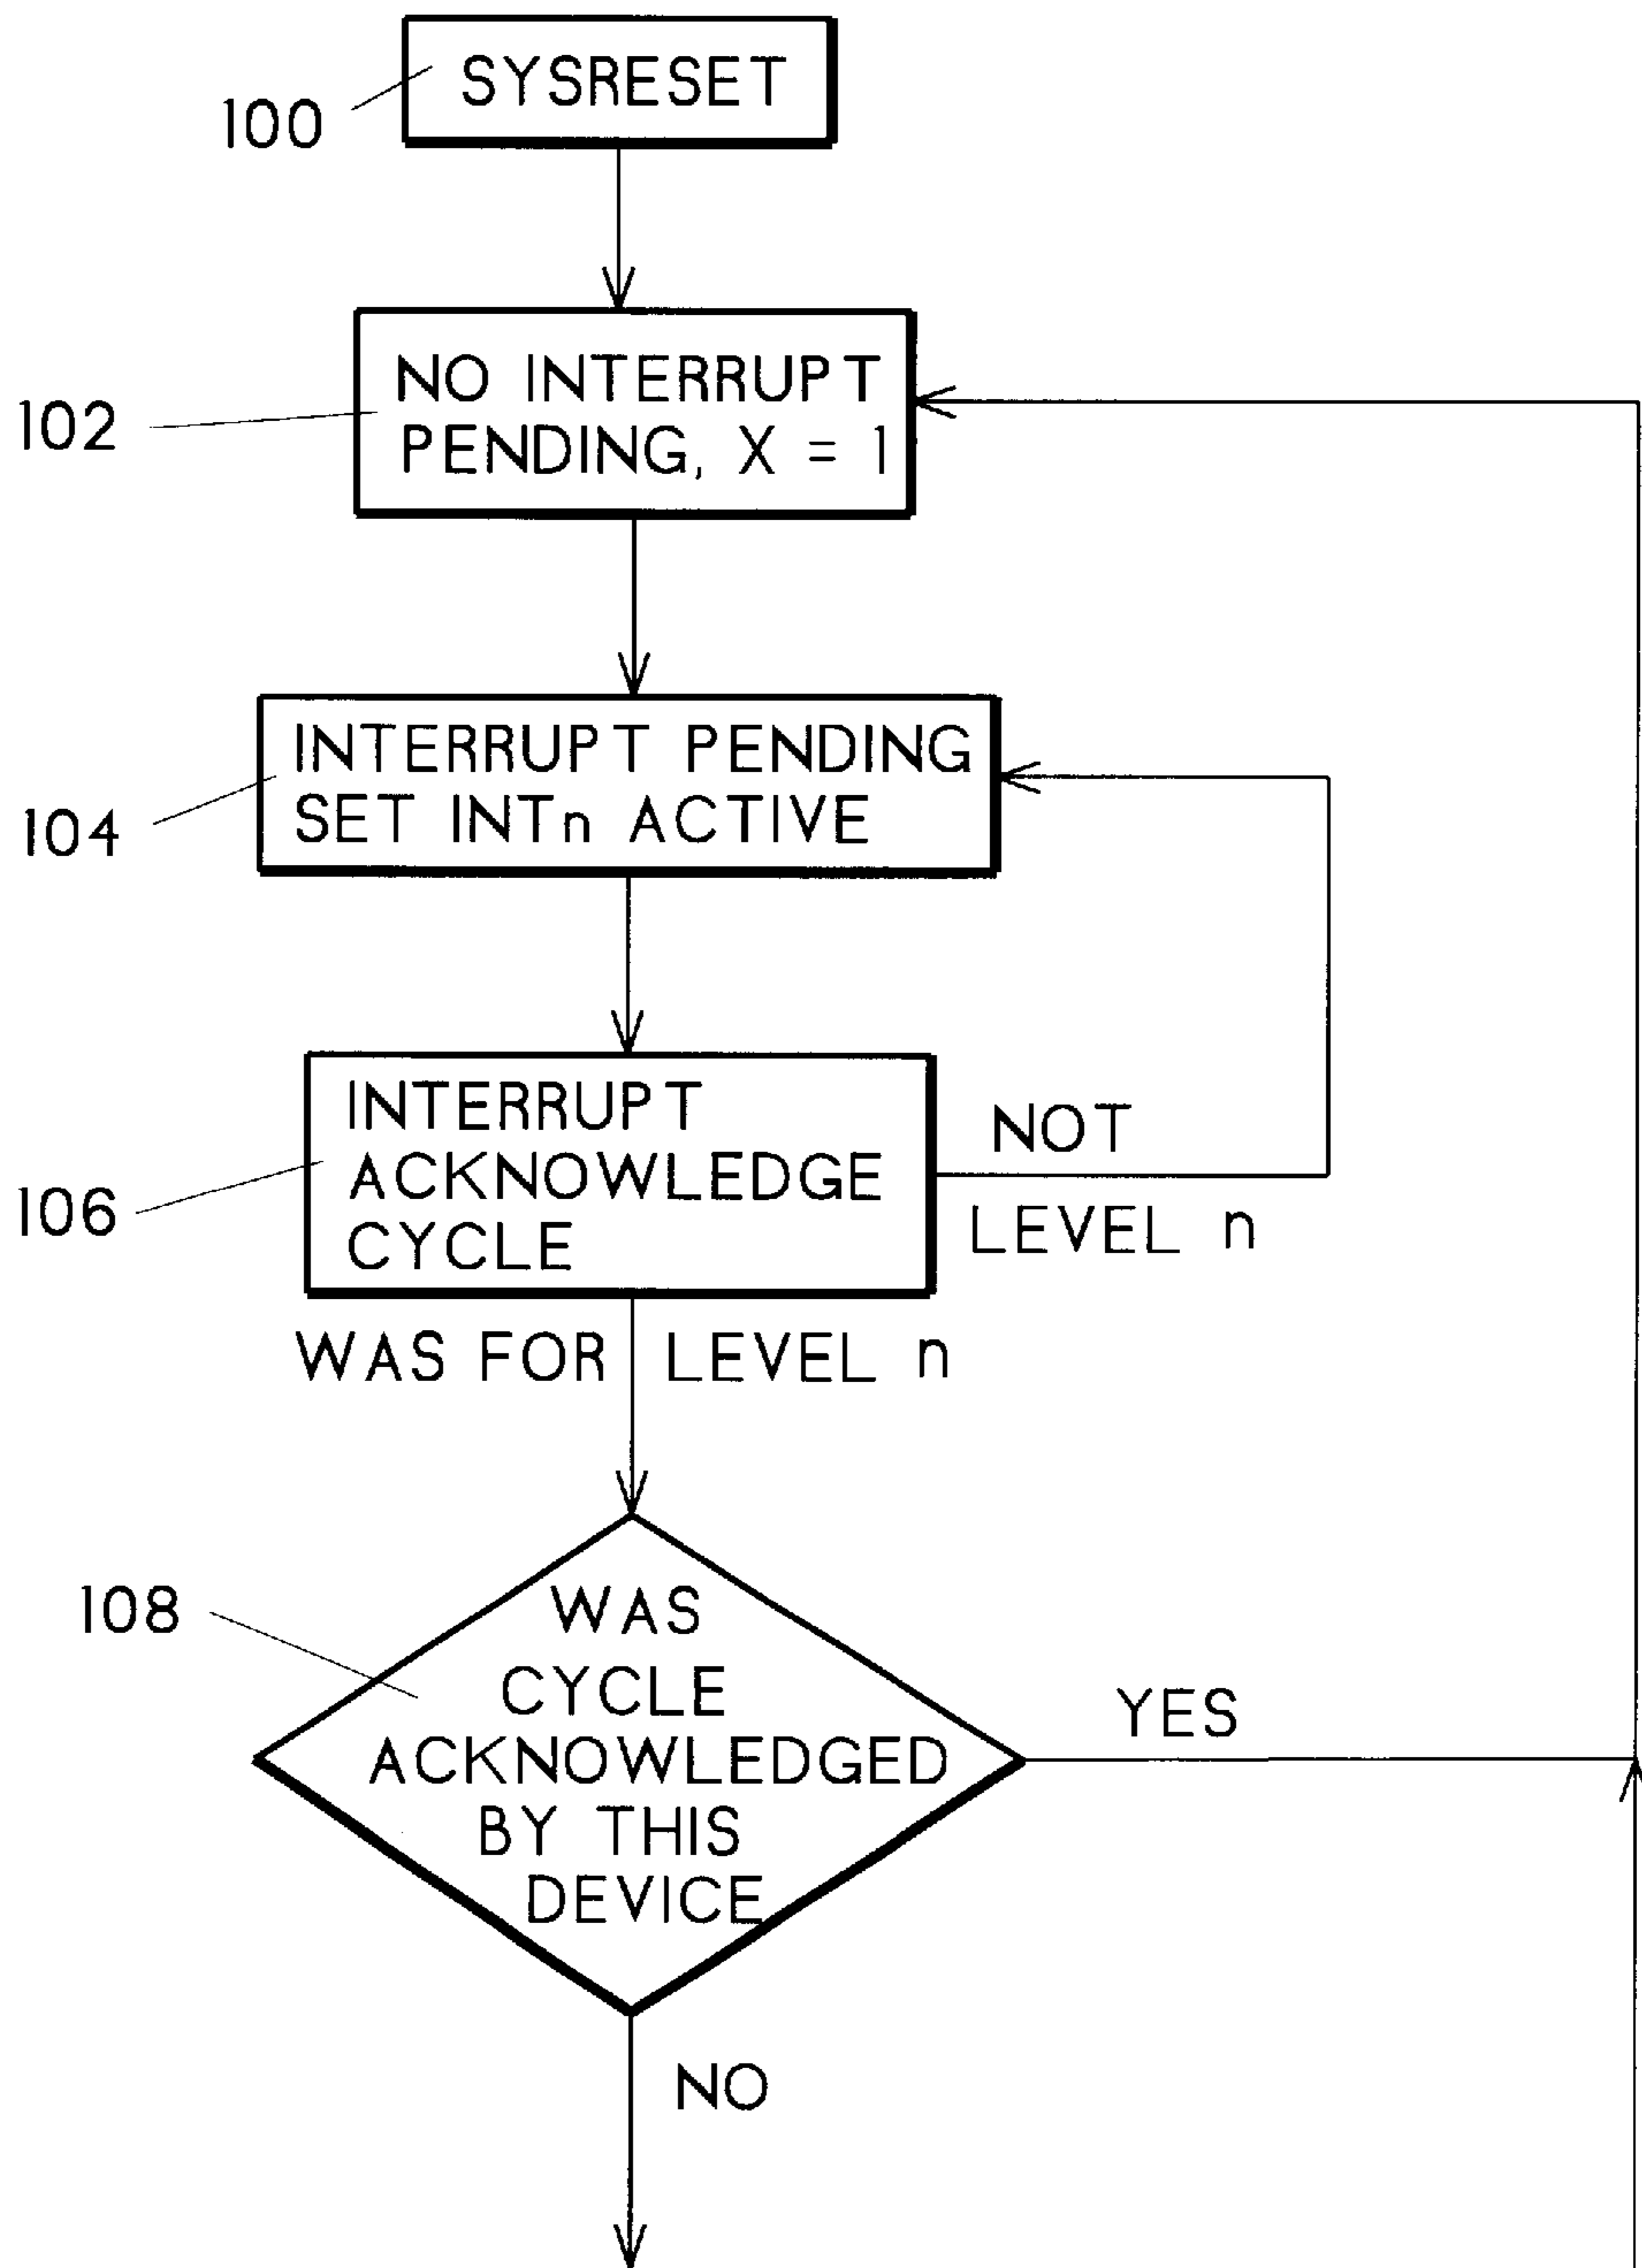 SYSRESET
100
NO INTERRUPT
PENDING, X = 1
102
INTERRUPT PENDING
SET INTn ACTIVE
104
INTERRUPT
ACKNOWLEDGE
CYCLE
106
NOT
LEVEL n
WAS FOR LEVEL n
108
WAS
CYCLE
ACKNOWLEDGED
BY THIS
DEVICE
YES
NO